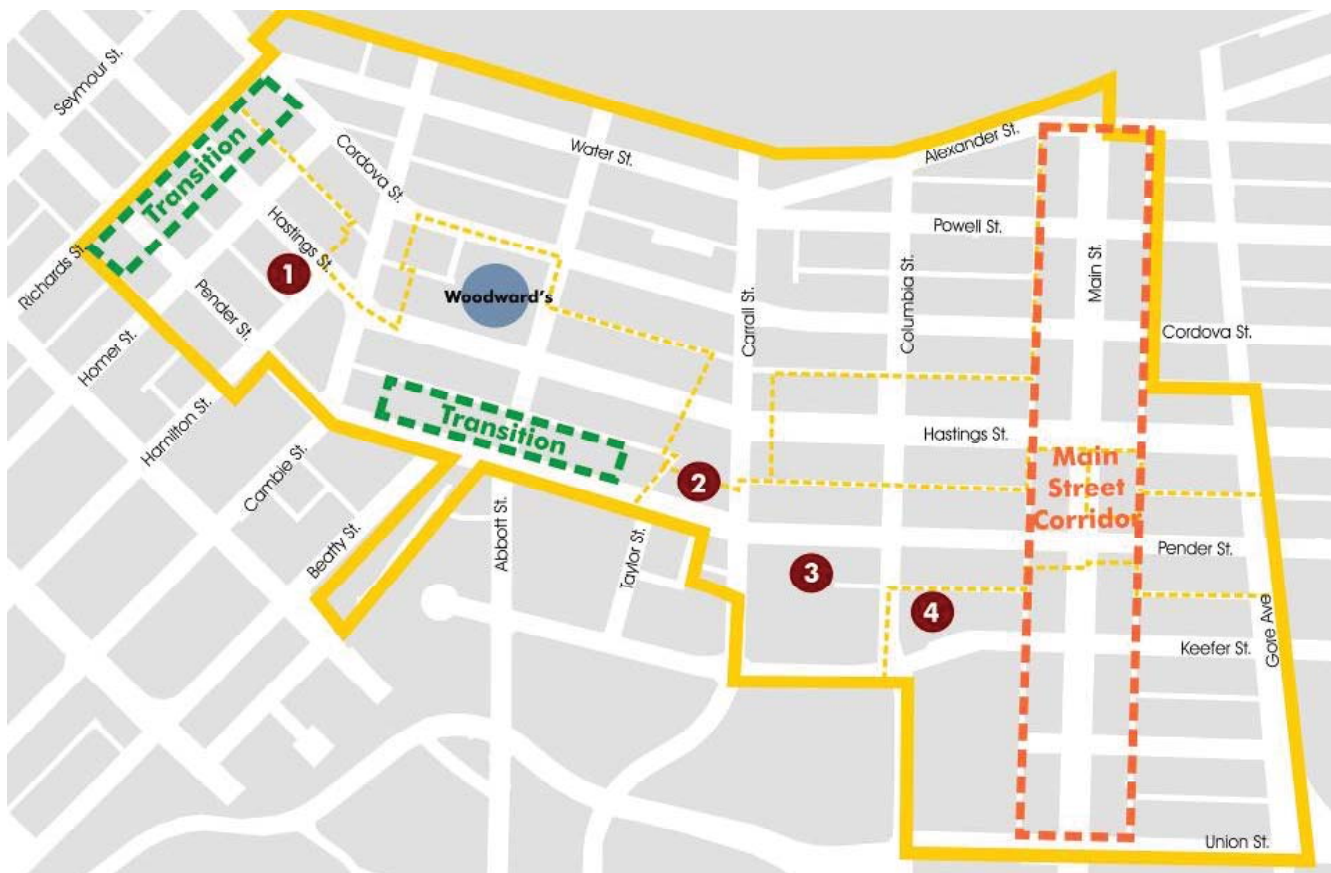 Seymour St.
Transition
Cordova St.
Water St.
Alexander St.
Powell St.
Main St.
Richards St.
Hastings St.
1
Woodward's
Carrall St.
Columbia St.
Cordova St.
Pender St.
Homer St.
Hamilton St.
Transition
Hastings St.
Main
Street
Corridor
2
Cambie St.
Beatty St.
Abbott St.
Taylor St.
3
4
Pender St.
Keefer St.
Gore Ave
Union St.